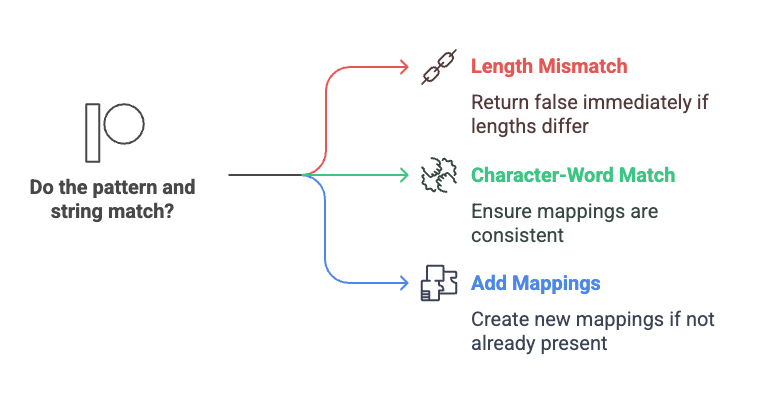 Do the pattern and
string match?
Length Mismatch
Return false immediately if
lengths differ
Character-Word Match
Ensure mappings are
consistent
Add Mappings
Create new mappings if not
already present